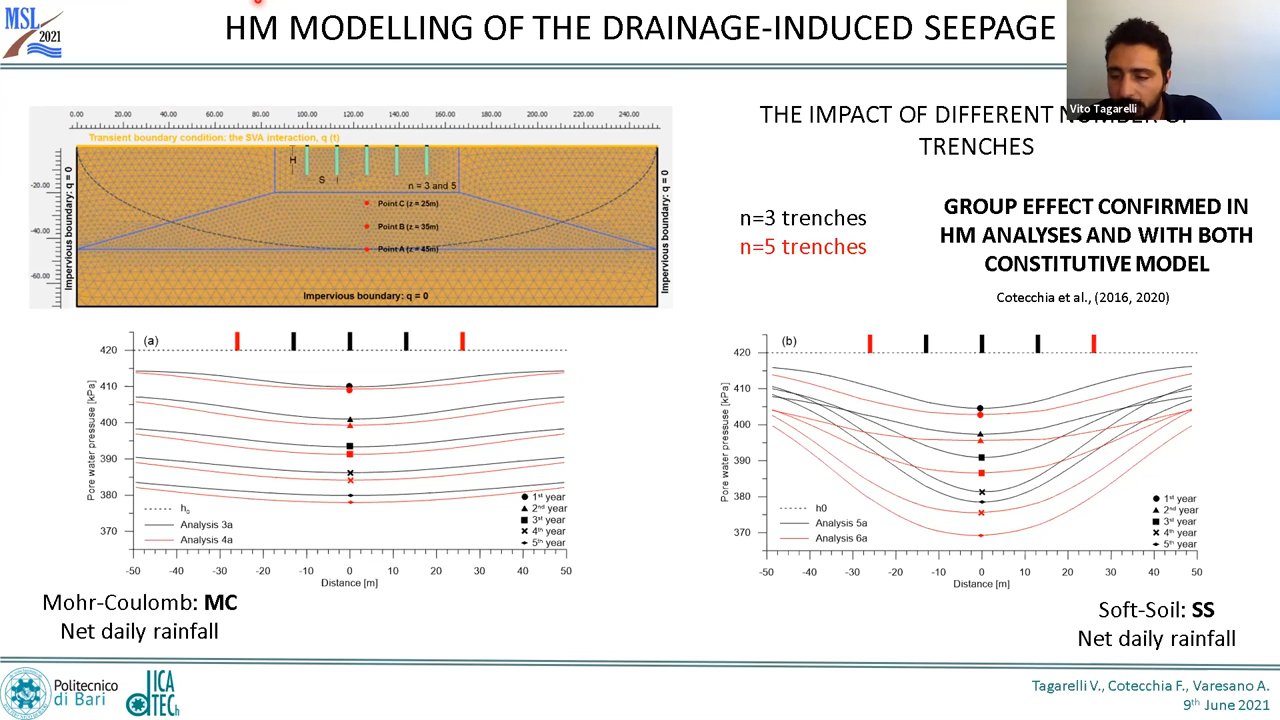 MSL
2021
HM MODELLING OF THE DRAINAGE-INDUCED SEEPAGE
Vito Tagarelli
THE IMPACT OF DIFFERENT NUMBER OF
TRENCHES
0.00 20.00 40.00 60.00 80.00 100.00 120.00 140.00 160.00 180.00 200.00 220.00 240.00
Transient boundary condition: the SVA interaction, q (t)
H
S
n = 3 and 5
-20.00
-40.00
-60.00
Point C (z = 25m)
Point B (z = 35m)
Point A (z = 45m)
Impervious boundary: q = 0
Impervious boundary: q = 0
Impervious boundary: q = 0
n=3 trenches
n=5 trenches
GROUP EFFECT CONFIRMED IN
HM ANALYSES AND WITH BOTH
CONSTITUTIVE MODEL
Cotecchia et al., (2016, 2020)
(a)
Pore water pressuse [kPa]
420
410
400
390
380
370
h0
Analysis 3a
Analysis 4a
1st year
2nd year
3st year
4th year
5th year
-50 -40 -30 -20 -10 0 10 20 30 40 50
Distance [m]
(b)
Pore water pressuse [kPa]
420
410
400
390
380
370
h0
Analysis 5a
Analysis 6a
1st year
2nd year
3st year
4th year
5th year
-50 -40 -30 -20 -10 0 10 20 30 40 50
Distance [m]
Mohr-Coulomb: MC
Net daily rainfall
Soft-Soil: SS
Net daily rainfall
Politecnico
di Bari
dICA
TECh
Tagarelli V., Cotecchia F., Varesano A.
9th June 2021